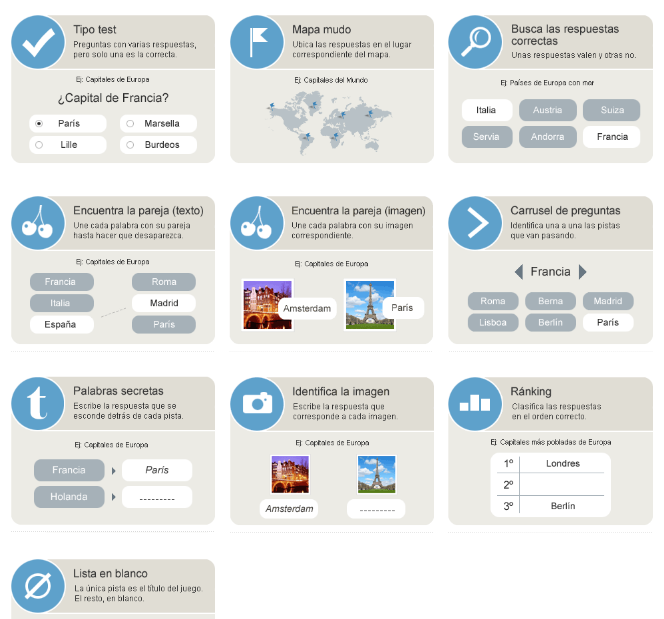 Tipo test
Preguntas con varias respuestas,
pero solo una es la correcta.
Ej: Capitales de Europa
¿Capital de Francia?
París
Marsella
Lille
Burdeos
Mapa mudo
Ubica las respuestas en el lugar
correspondiente del mapa.
Ej: Capitales del Mundo
Busca las respuestas
correctas
Unas respuestas valen y otras no.
Ej: Países de Europa con mar
Italia
Austria
Suiza
Servia
Andorra
Francia
Encuentra la pareja (texto)
Une cada palabra con su pareja
hasta hacer que desaparezca.
Ej: Capitales de Europa
Francia
Roma
Italia
Madrid
España
París
Encuentra la pareja (imagen)
Une cada palabra con su imagen
correspondiente.
Ej: Capitales de Europa
Amsterdam
París
Carrusel de preguntas
Identifica una a una las pistas
que van pasando.
Francia
Roma
Berna
Madrid
Lisboa
Berlín
París
t
Palabras secretas
Escribe la respuesta que se
esconde detrás de cada pista.
Ej: Capitales de Europa
Francia
París
Holanda
---------
Identifica la imagen
Escribe la respuesta que
corresponde a cada imagen.
Ej: Capitales de Europa
Amsterdam
---------
Ránking
Clasifica las respuestas
en el orden correcto.
Ej: Capitales más pobladas de Europa
1º Londres
2º
3º Berlín
Lista en blanco
La única pista es el título del juego.
El resto, en blanco.